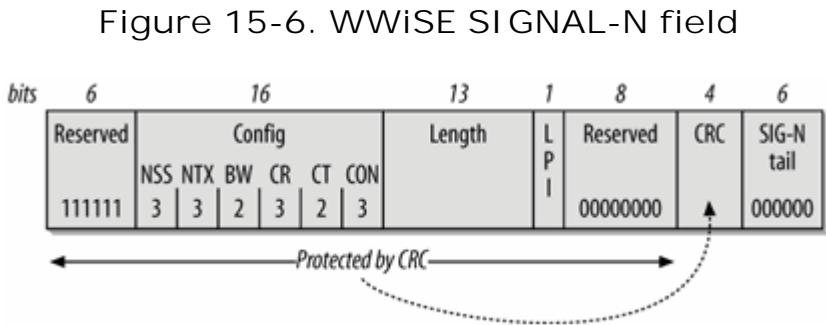 Figure 15-6. WWiSE SIGNAL-N field
bits 6 16 13 1 8 4 6
Reserved Config Length L P I Reserved CRC SIG-N tail
NSS NTX BW CR CT CON
111111 3 3 2 3 2 3 00000000 000000
Protected by CRC